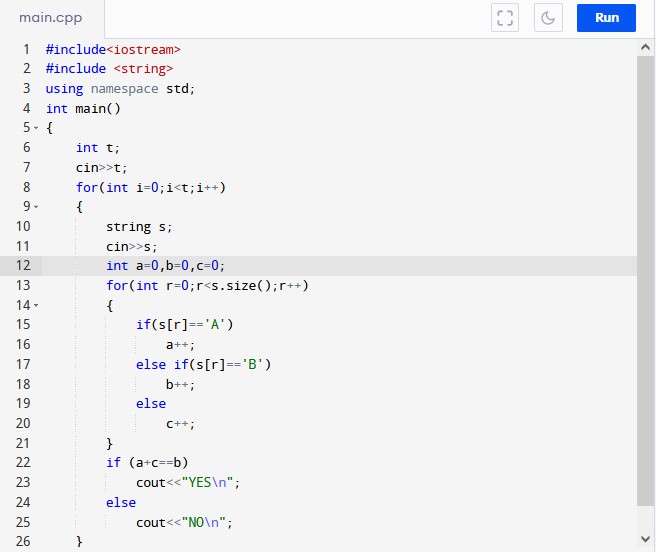 main.cpp
Run
1 #include<iostream>
2 #include <string>
3 using namespace std;
4 int main()
5 {
6     int t;
7     cin>>t;
8     for(int i=0;i<t;i++)
9     {
10         string s;
11         cin>>s;
12         int a=0,b=0,c=0;
13         for(int r=0;r<s.size();r++)
14         {
15             if(s[r]=='A')
16                 a++;
17             else if(s[r]=='B')
18                 b++;
19             else
20                 c++;
21         }
22         if (a+c==b)
23             cout<<"YES\n";
24         else
25             cout<<"NO\n";
26     }